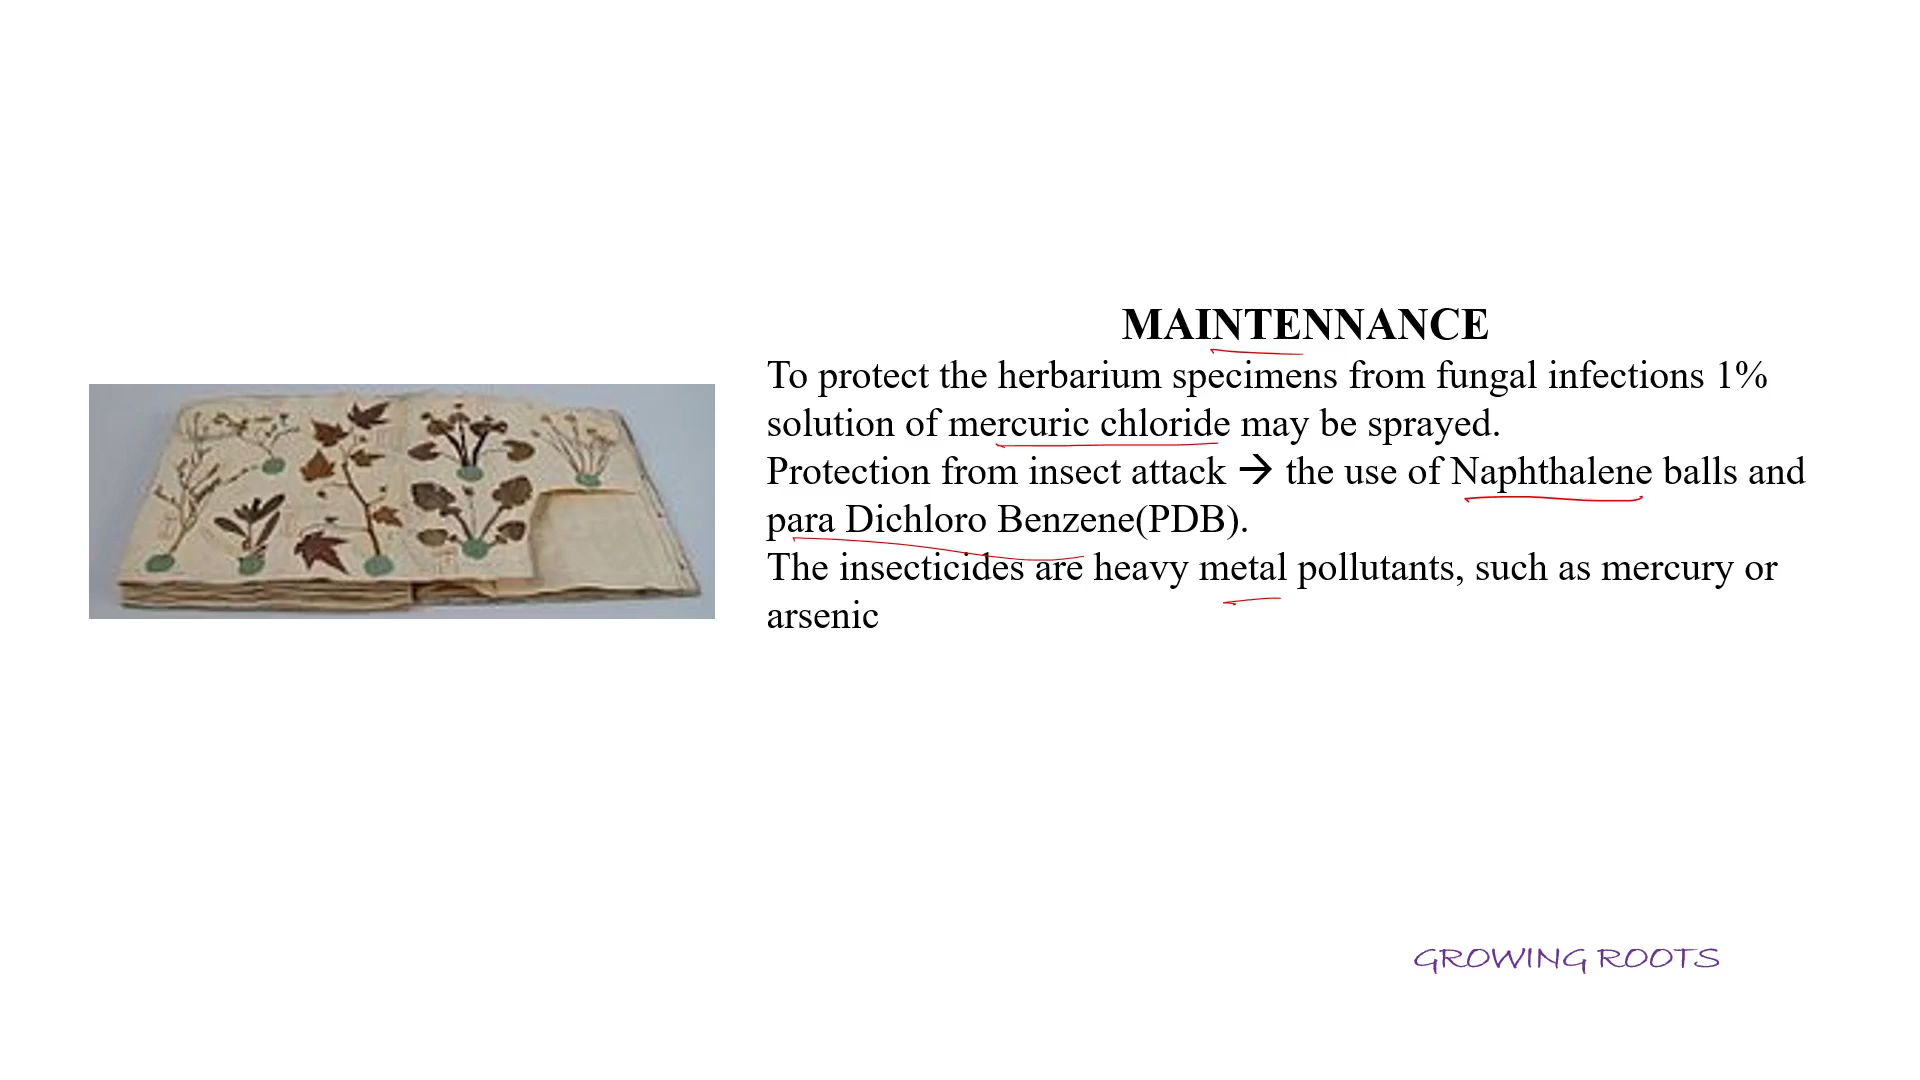 MAINTENNANCE
To protect the herbarium specimens from fungal infections 1%
solution of mercuric chloride may be sprayed.
Protection from insect attack → the use of Naphthalene balls and
para Dichloro Benzene(PDB).
The insecticides are heavy metal pollutants, such as mercury or
arsenic
GROWING ROOTS